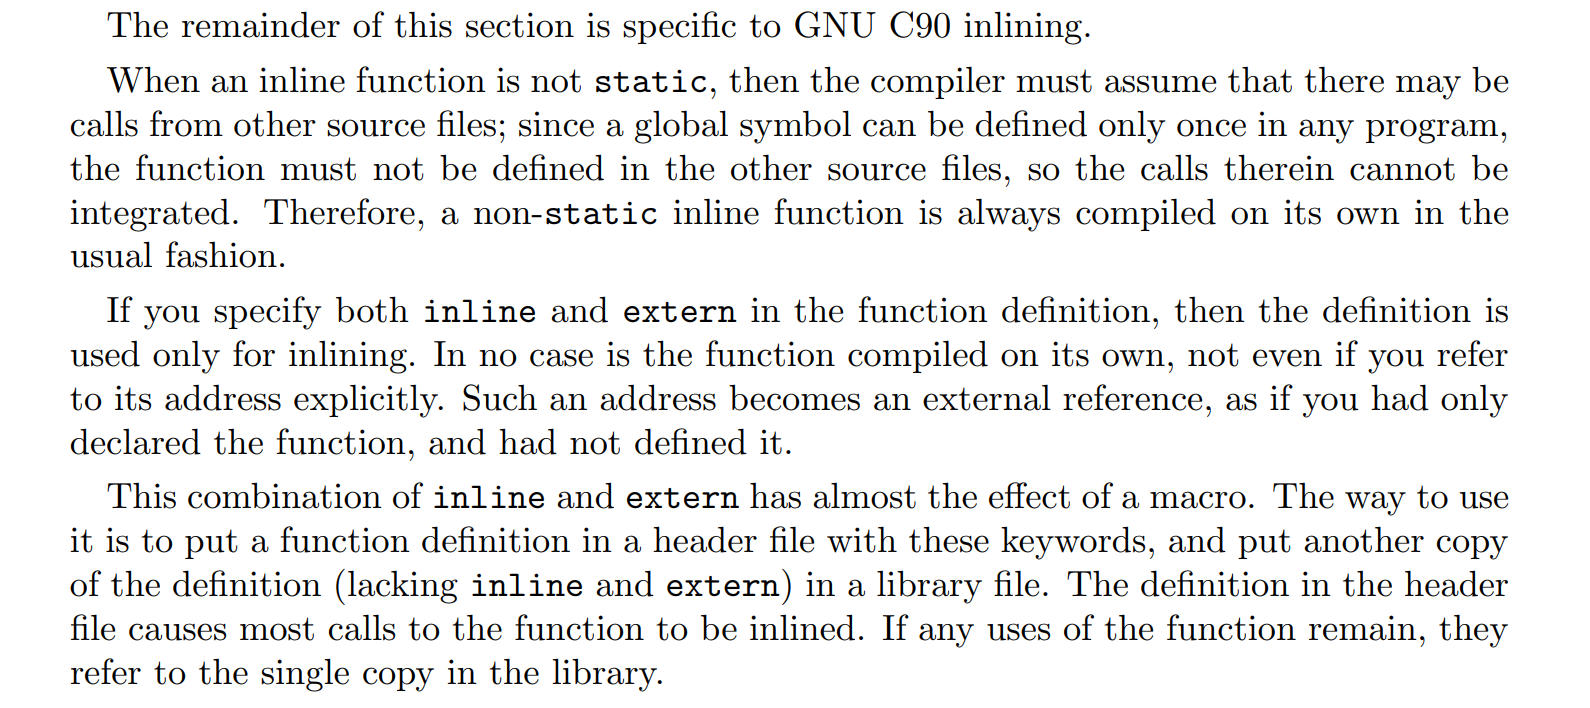 The remainder of this section is specific to GNU C90 inlining.
When an inline function is not static, then the compiler must assume that there may be
calls from other source files; since a global symbol can be defined only once in any program,
the function must not be defined in the other source files, so the calls therein cannot be
integrated. Therefore, a non-static inline function is always compiled on its own in the
usual fashion.
If you specify both inline and extern in the function definition, then the definition is
used only for inlining. In no case is the function compiled on its own, not even if you refer
to its address explicitly. Such an address becomes an external reference, as if you had only
declared the function, and had not defined it.
This combination of inline and extern has almost the effect of a macro. The way to use
it is to put a function definition in a header file with these keywords, and put another copy
of the definition (lacking inline and extern) in a library file. The definition in the header
file causes most calls to the function to be inlined. If any uses of the function remain, they
refer to the single copy in the library.